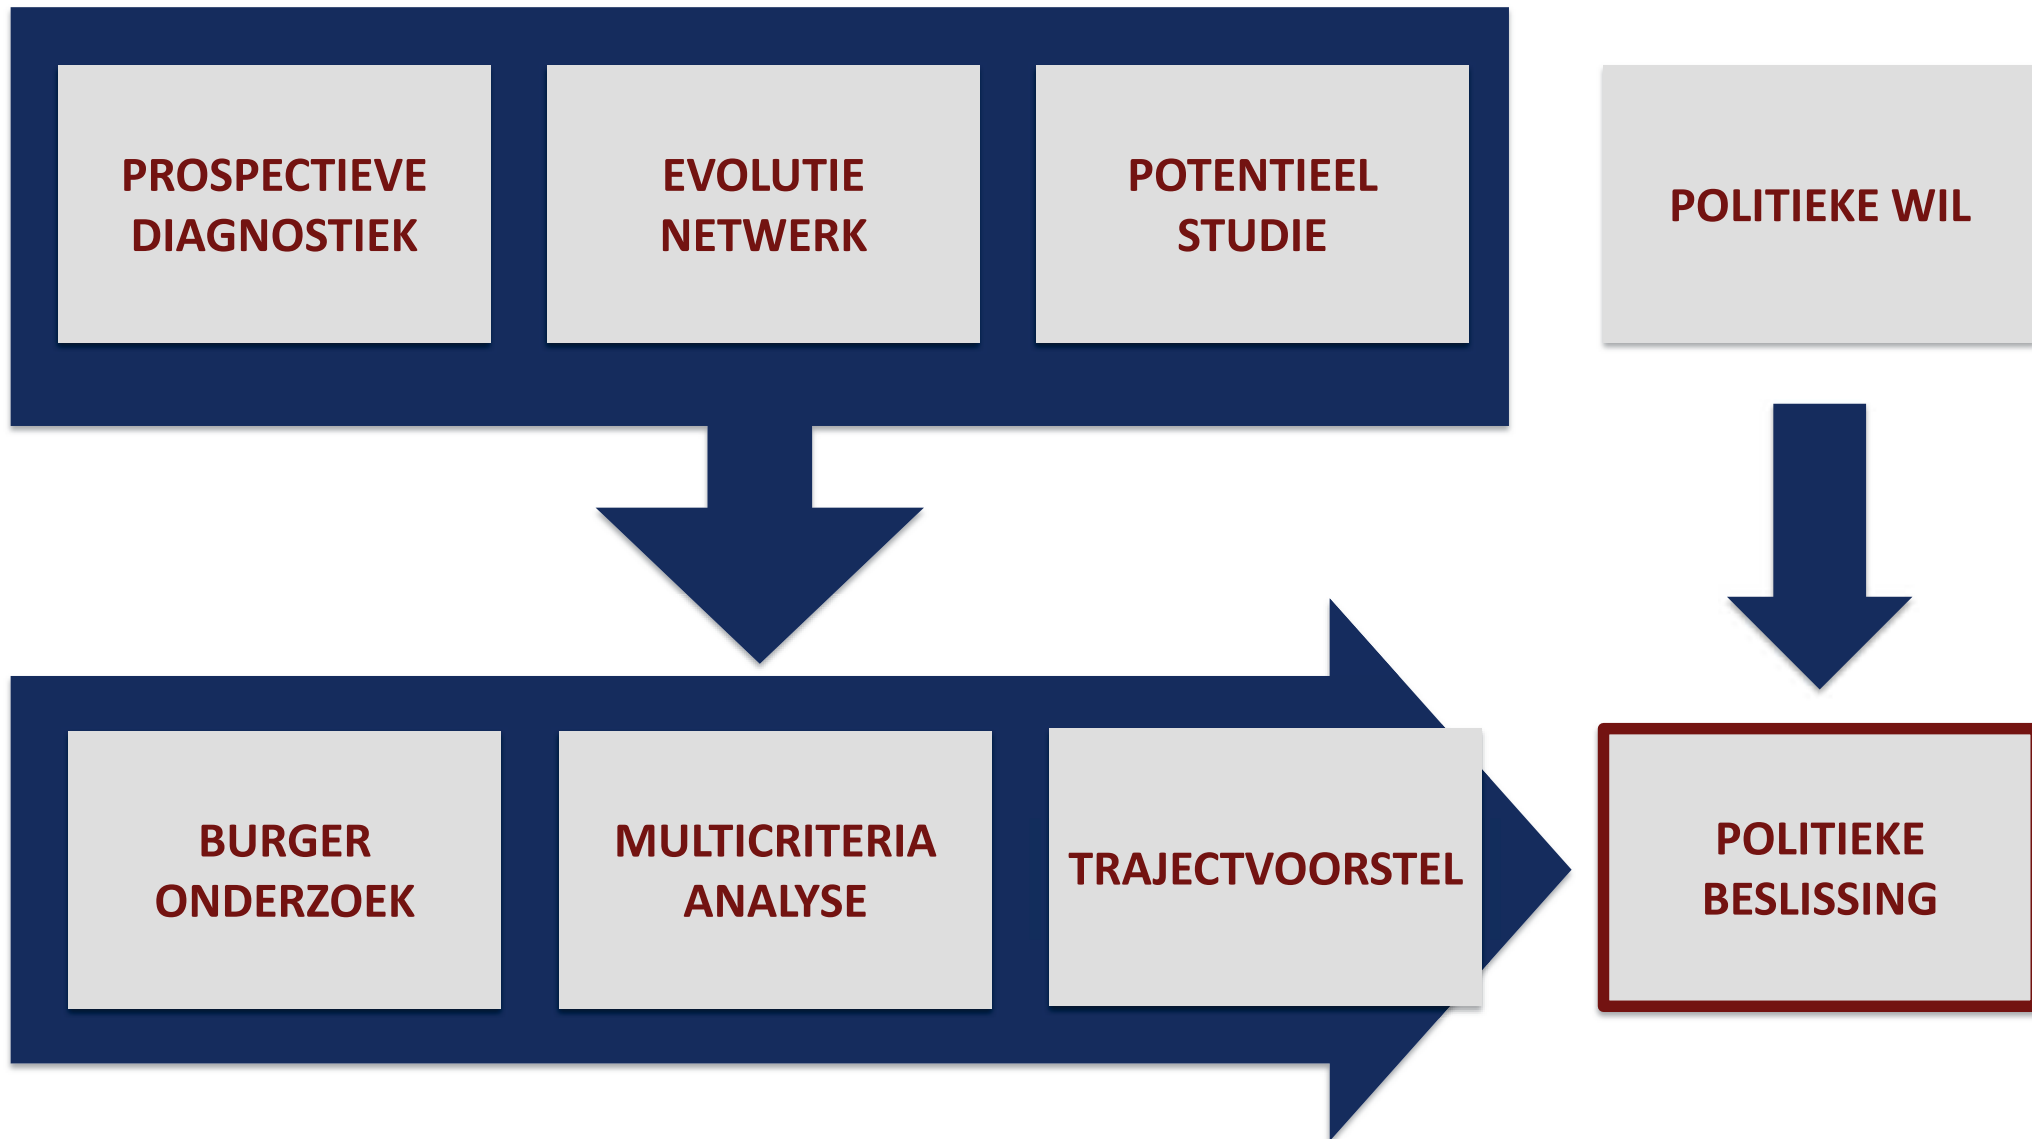 PROSPECTIEVE
DIAGNOSTIEK
EVOLUTIE
NETWERK
POTENTIEEL
STUDIE
POLITIEKE WIL
BURGER
ONDERZOEK
MULTICRITERIA
ANALYSE
TRAJECTVOORSTEL
POLITIEKE
BESLISSING